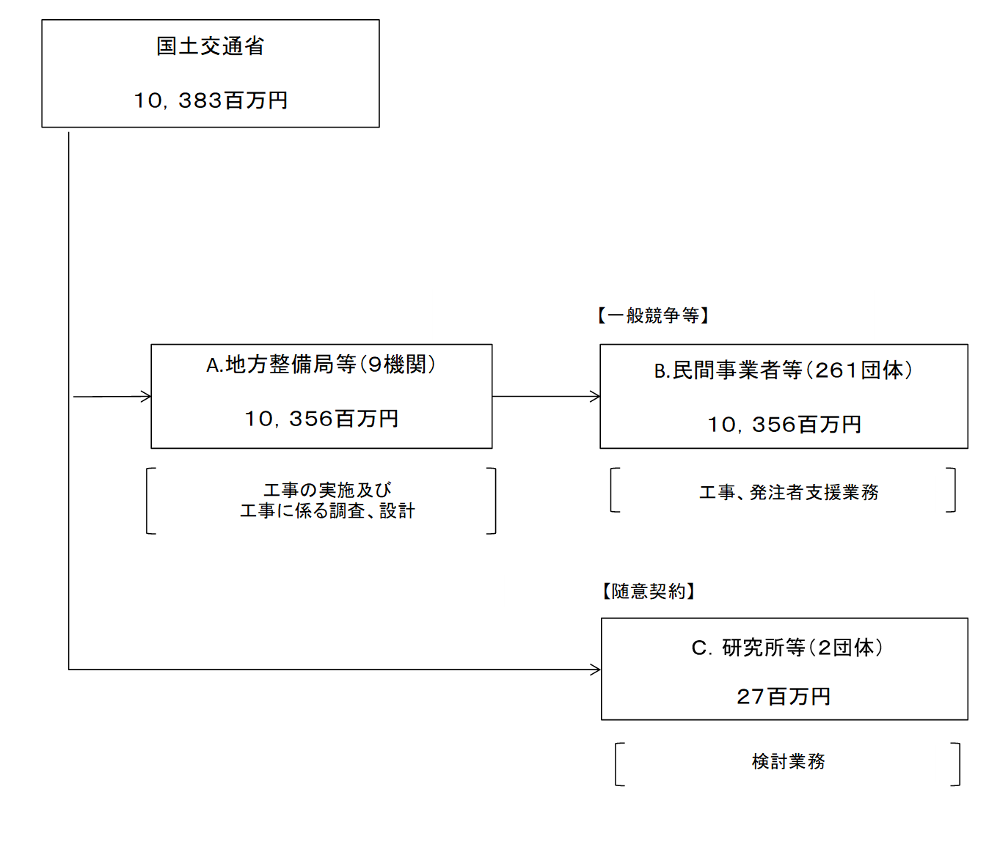 国土交通省
１０，３８３百万円
【一般競争等】
A.地方整備局等（９機関）
１０，３５６百万円
B.民間事業者等（２６１団体）
１０，３５６百万円
工事の実施及び
工事に係る調査、設計
工事、発注者支援業務
【随意契約】
Ｃ．研究所等（２団体）
２７百万円
検討業務